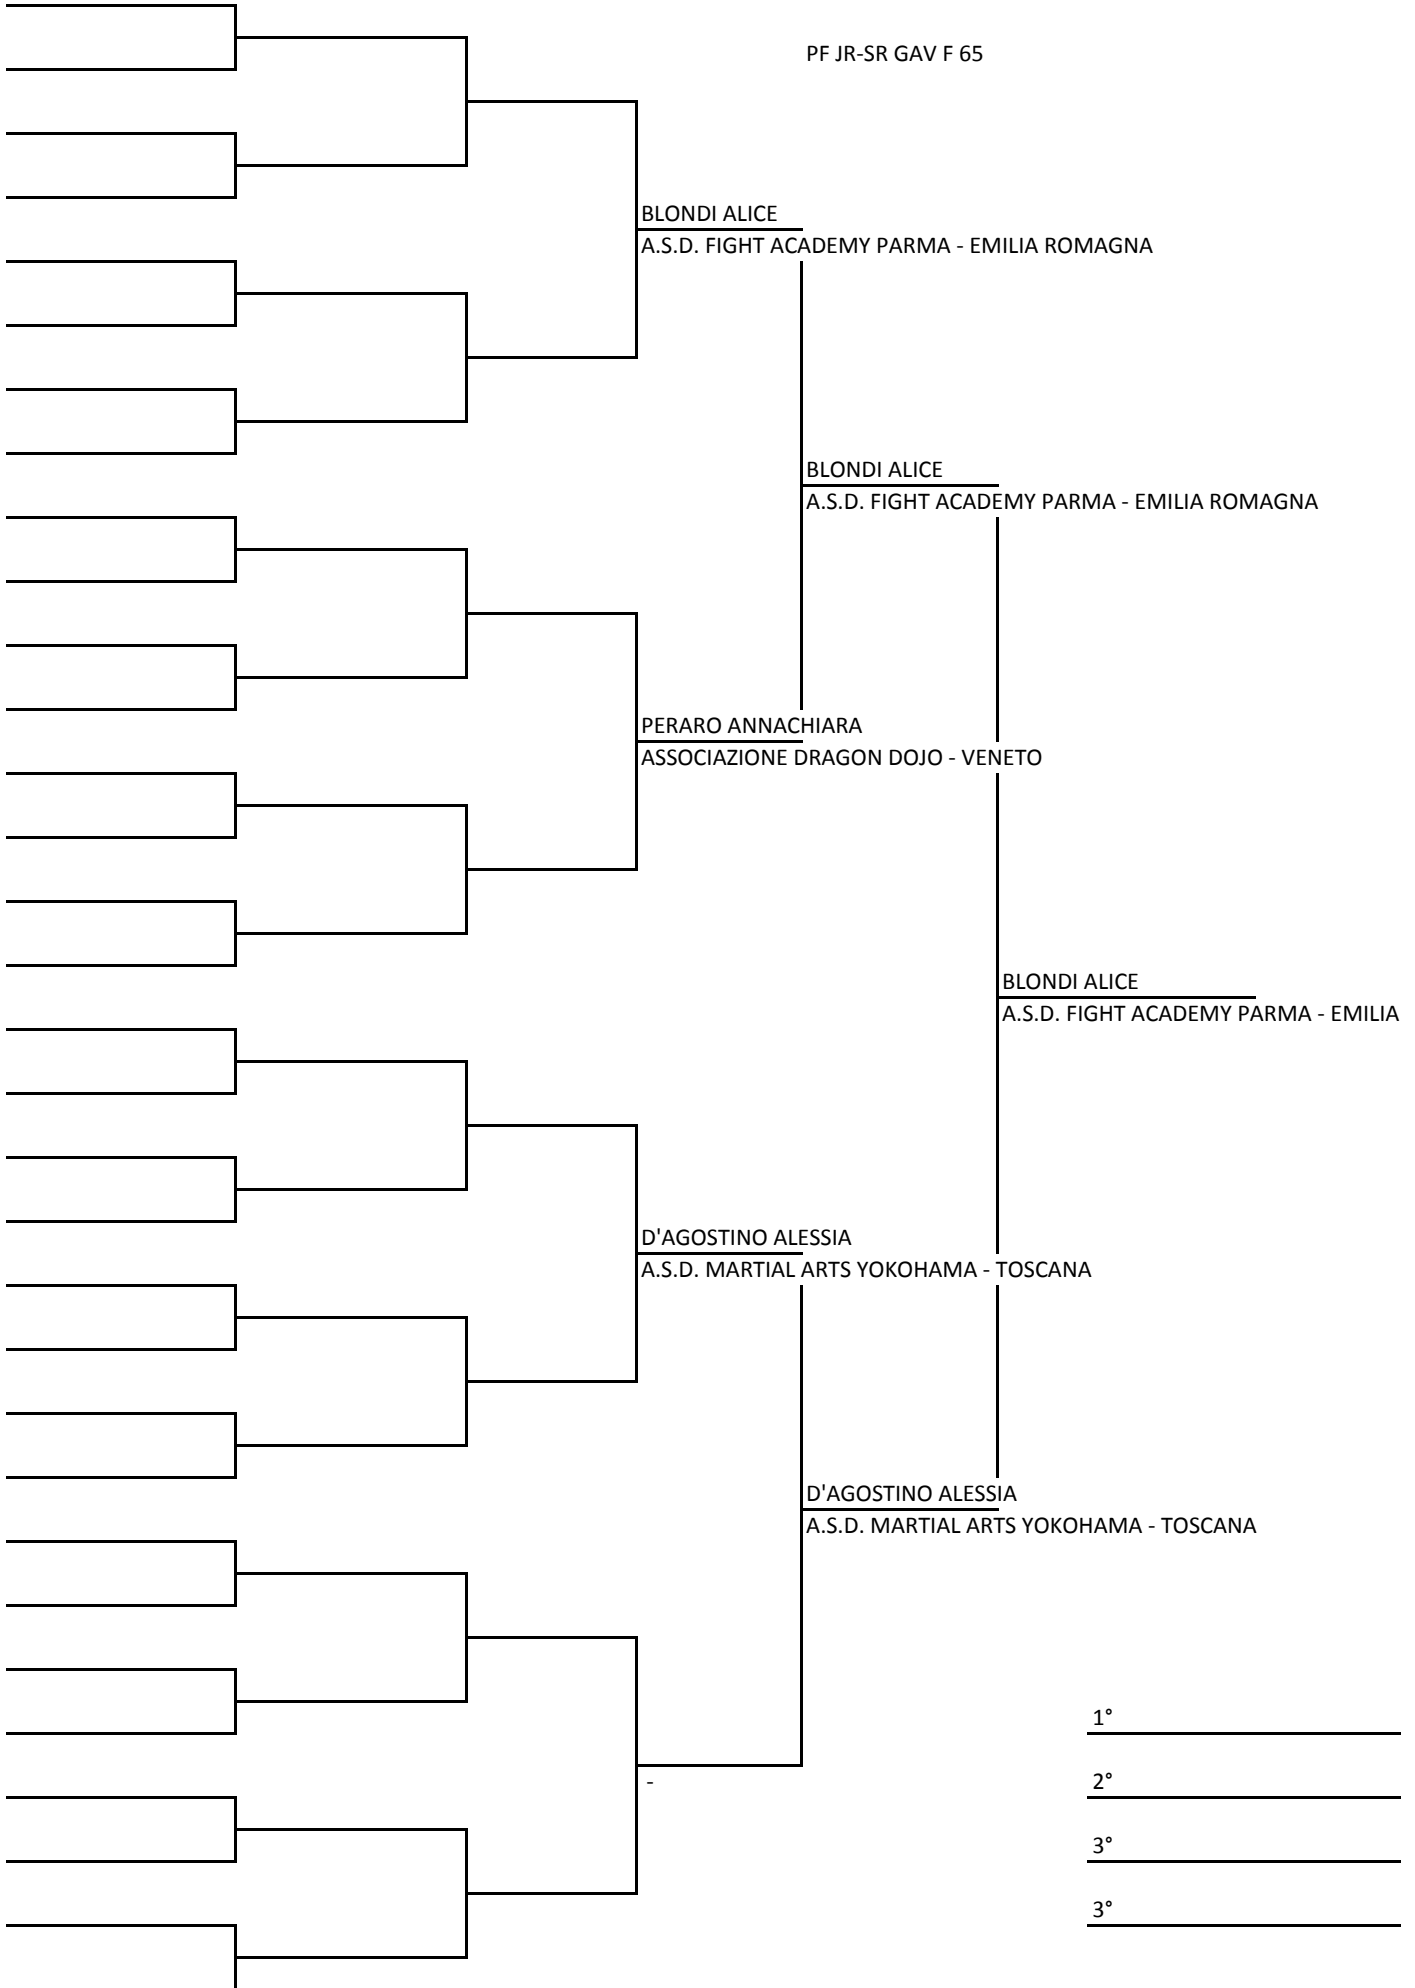 PF JR-SR GAV F 65
BLONDI ALICE
A.S.D. FIGHT ACADEMY PARMA - EMILIA ROMAGNA
BLONDI ALICE
A.S.D. FIGHT ACADEMY PARMA - EMILIA ROMAGNA
PERARO ANNACHIARA
ASSOCIAZIONE DRAGON DOJO - VENETO
BLONDI ALICE
A.S.D. FIGHT ACADEMY PARMA - EMILIA
D'AGOSTINO ALESSIA
A.S.D. MARTIAL ARTS YOKOHAMA - TOSCANA
D'AGOSTINO ALESSIA
A.S.D. MARTIAL ARTS YOKOHAMA - TOSCANA
1°
-
2°
3°
3°